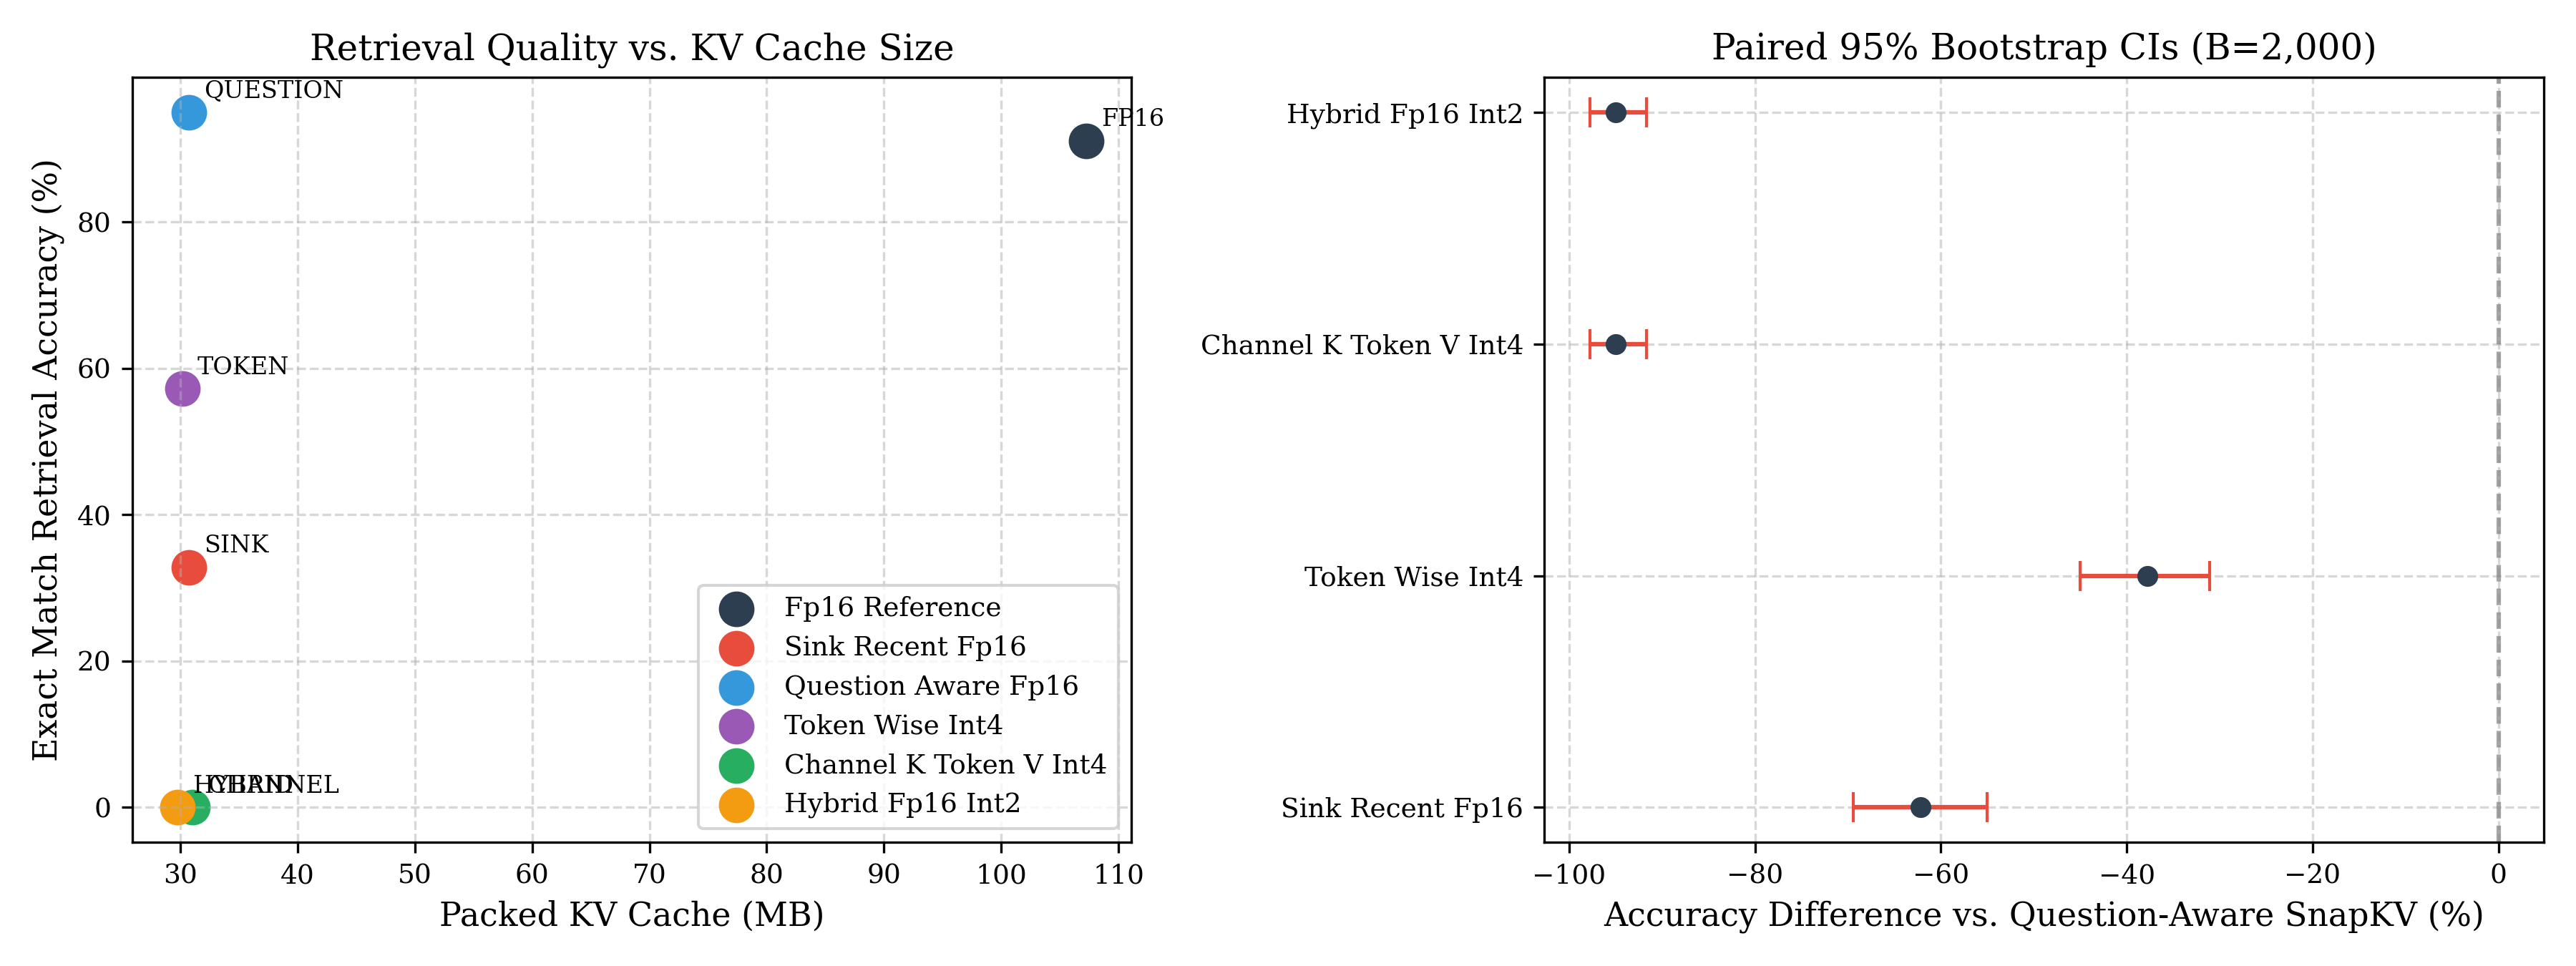 Retrieval Quality vs. KV Cache Size
Exact Match Retrieval Accuracy (%)
80
60
40
20
0
QUESTION
FP16
TOKEN
SINK
HYBRID
CHANNEL
Fp16 Reference
Sink Recent Fp16
Question Aware Fp16
Token Wise Int4
Channel K Token V Int4
Hybrid Fp16 Int2
30 40 50 60 70 80 90 100 110
Packed KV Cache (MB)
Paired 95% Bootstrap CIs (B=2,000)
Hybrid Fp16 Int2
Channel K Token V Int4
Token Wise Int4
Sink Recent Fp16
−100 −80 −60 −40 −20 0
Accuracy Difference vs. Question-Aware SnapKV (%)